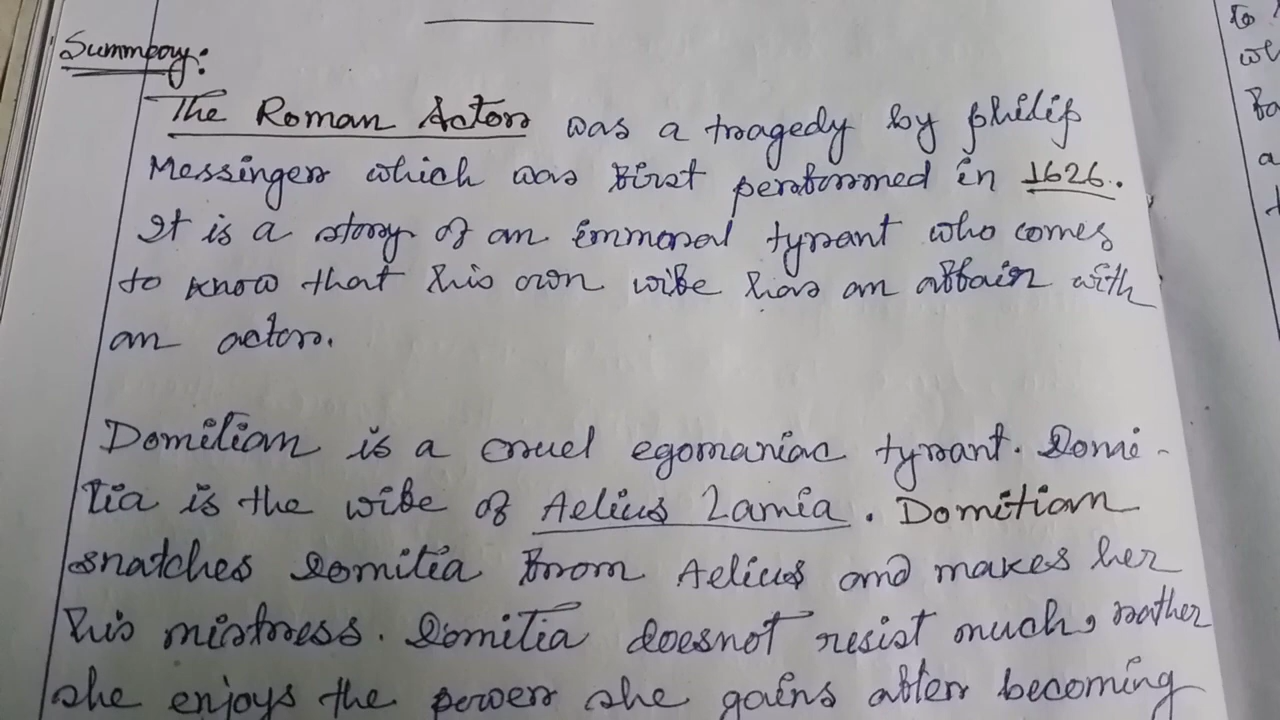 Summary:
The Roman Actor was a tragedy by Philip
Messinger which was first performed in 1626.
It is a story of an immoral tyrant who comes
to know that his own wife has an affair with
an actor.
Domitian is a cruel egomaniac tyrant. Domi-
tia is the wife of Aelius Lamia. Domitian
snatches Domitia from Aelius and makes her
his mistress. Domitia doesnot resist much, rather
she enjoys the power she gains after becoming
to
Ba
a